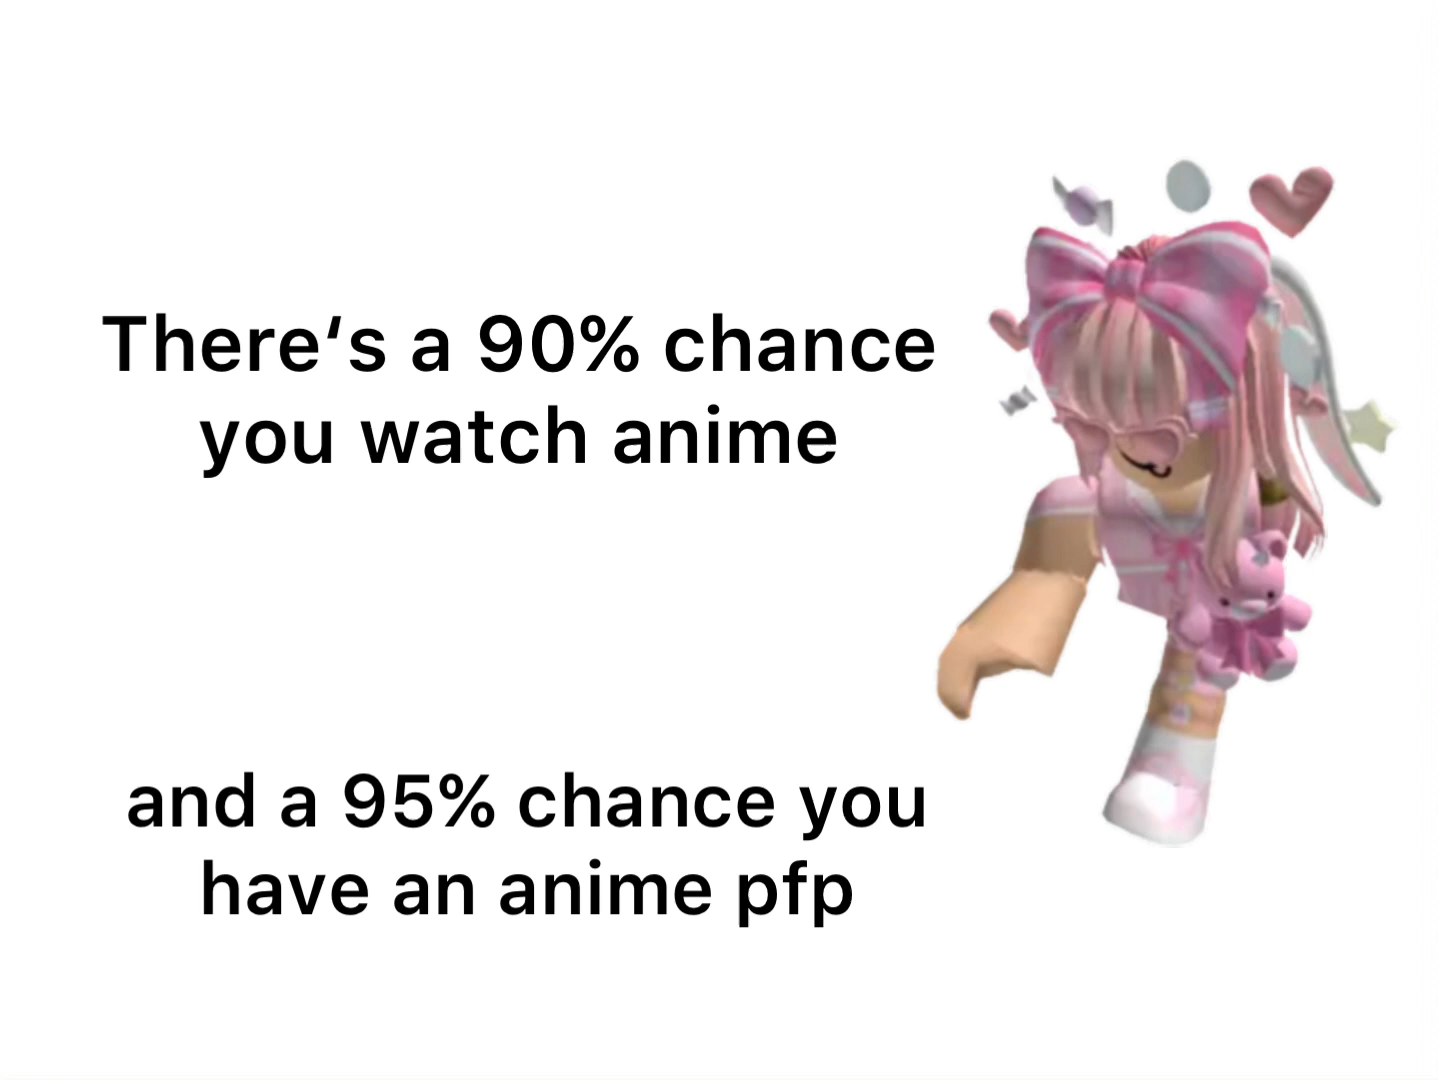 There‘s a 90% chance
you watch anime
and a 95% chance you
have an anime pfp